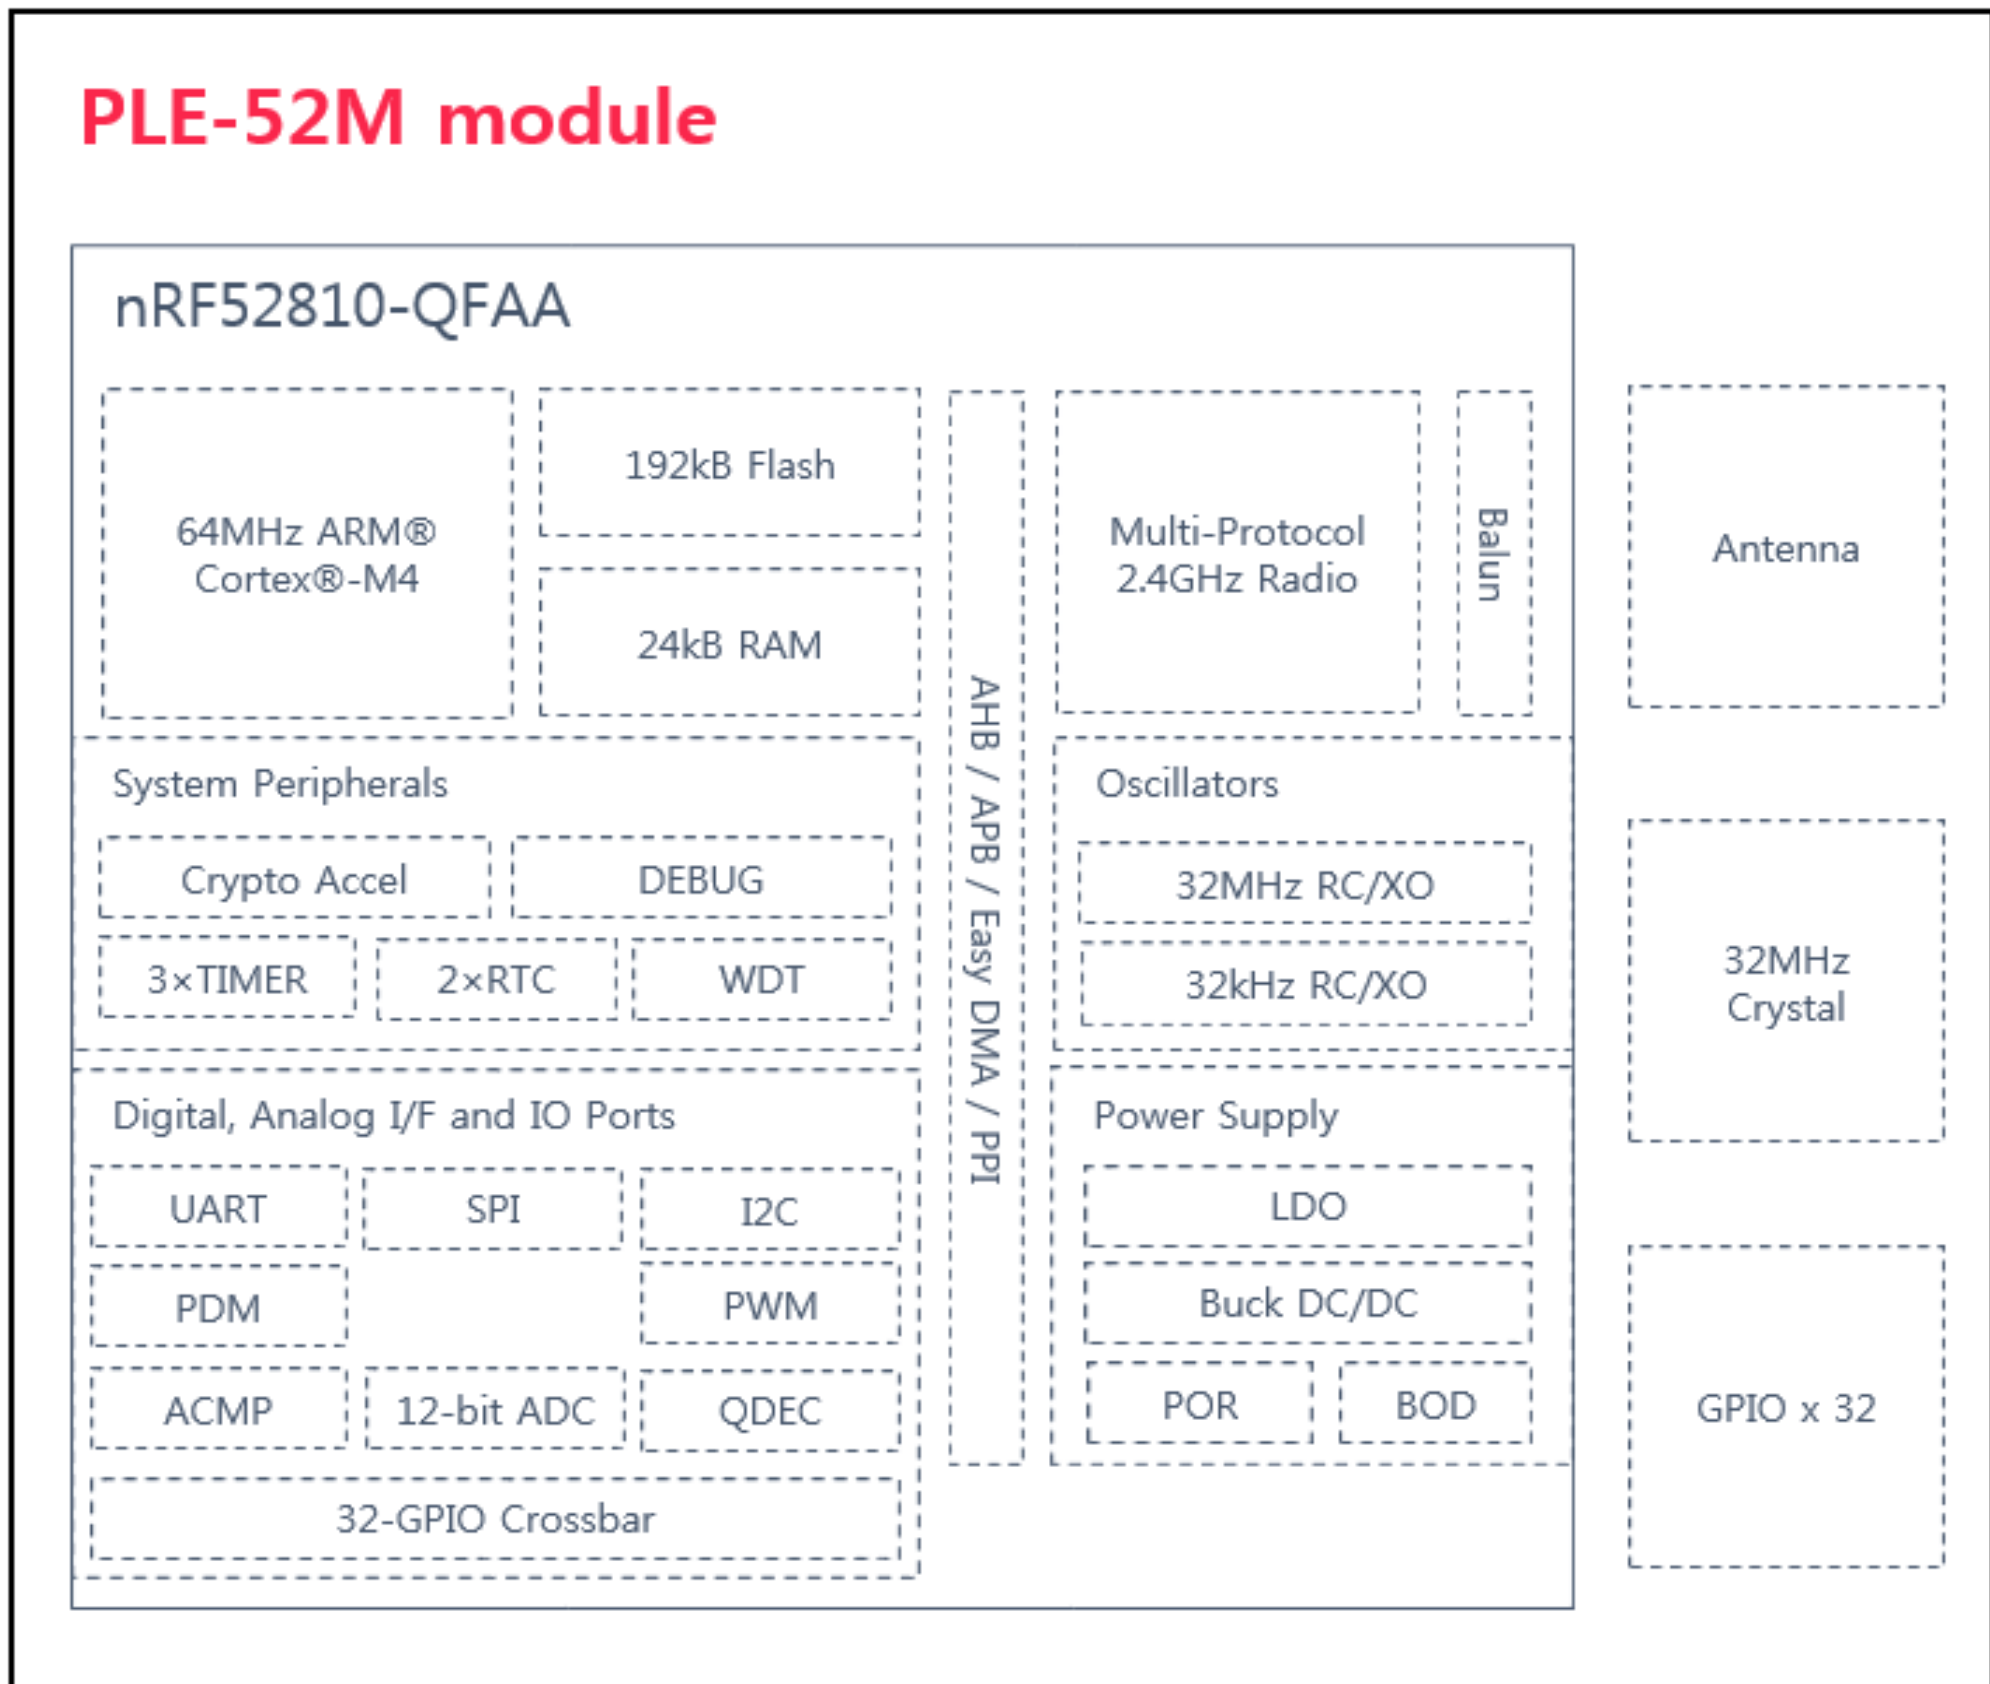 PLE-52M module
nRF52810-QFAA
64MHz ARM®
Cortex®-M4
192kB Flash
24kB RAM
AHB / APB / Easy DMA / PPI
Multi-Protocol
2.4GHz Radio
Balun
Antenna
System Peripherals
Crypto Accel
DEBUG
3×TIMER
2×RTC
WDT
Oscillators
32MHz RC/XO
32kHz RC/XO
32MHz
Crystal
Digital, Analog I/F and IO Ports
UART
SPI
I2C
PDM
PWM
ACMP
12-bit ADC
QDEC
32-GPIO Crossbar
Power Supply
LDO
Buck DC/DC
POR
BOD
GPIO x 32